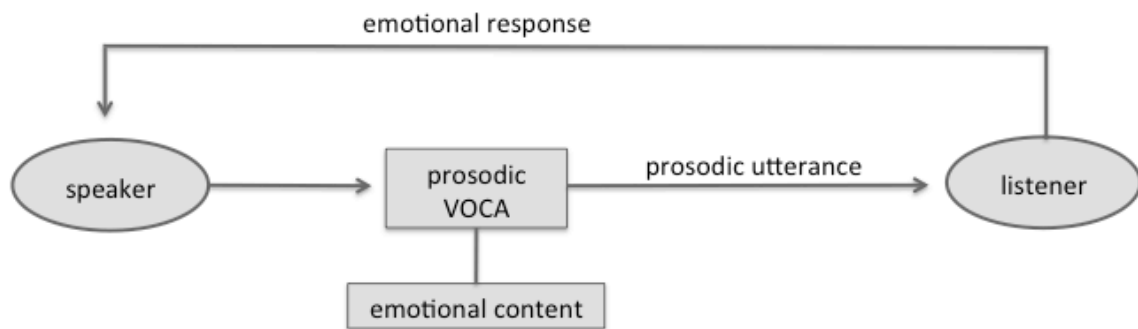 emotional response
speaker
prosodic
VOCA
prosodic utterance
listener
emotional content